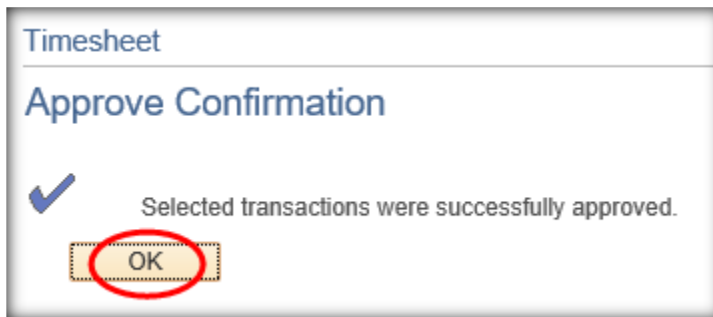 Timesheet
Approve Confirmation
Selected transactions were successfully approved.
OK